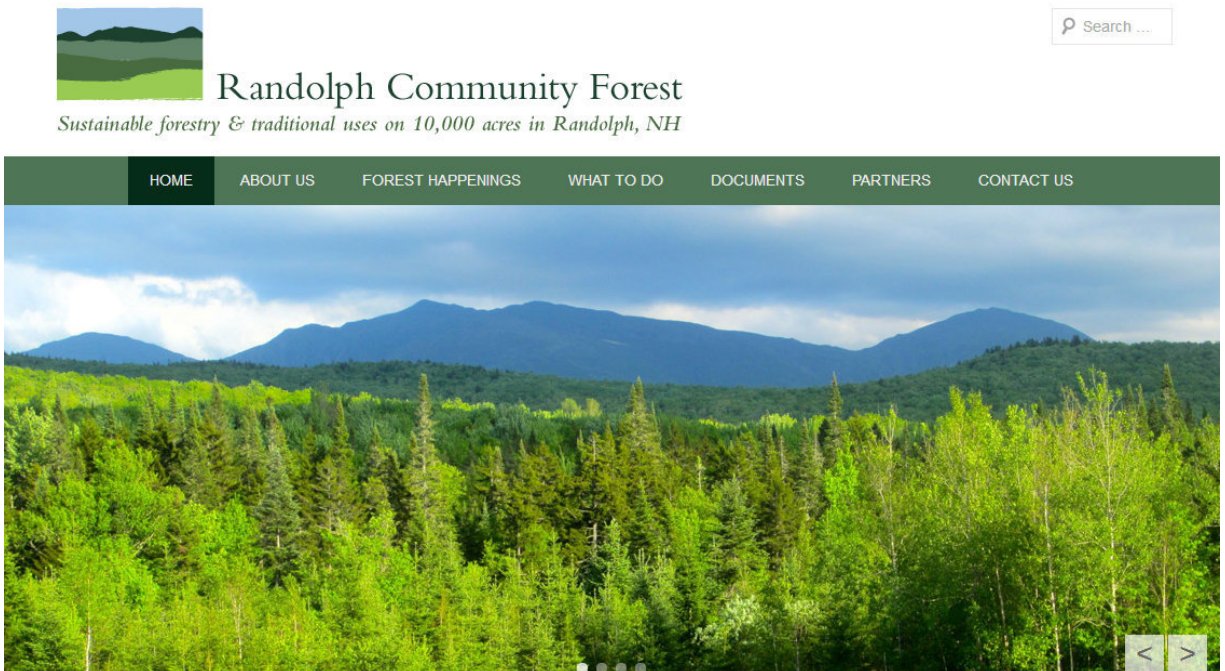 Search ...
Randolph Community Forest
Sustainable forestry & traditional uses on 10,000 acres in Randolph, NH
HOME ABOUT US FOREST HAPPENINGS WHAT TO DO DOCUMENTS PARTNERS CONTACT US
< >